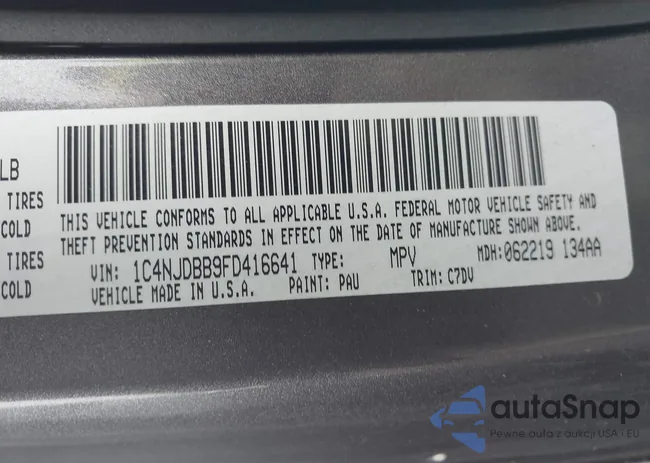 LB
TIRES
COLD
TIRES
COLD
THIS VEHICLE CONFORMS TO ALL APPLICABLE U.S.A. FEDERAL MOTOR VEHICLE SAFETY AND
THEFT PREVENTION STANDARDS IN EFFECT ON THE DATE OF MANUFACTURE SHOWN ABOVE.
VIN: 1C4NJDBB9FD416641 TYPE: MPV MDH:062219 134AA
VEHICLE MADE IN U.S.A. PAINT: PAU TRIM: C7DV
autoSnap
Pewne auta z aukcji USA i EU